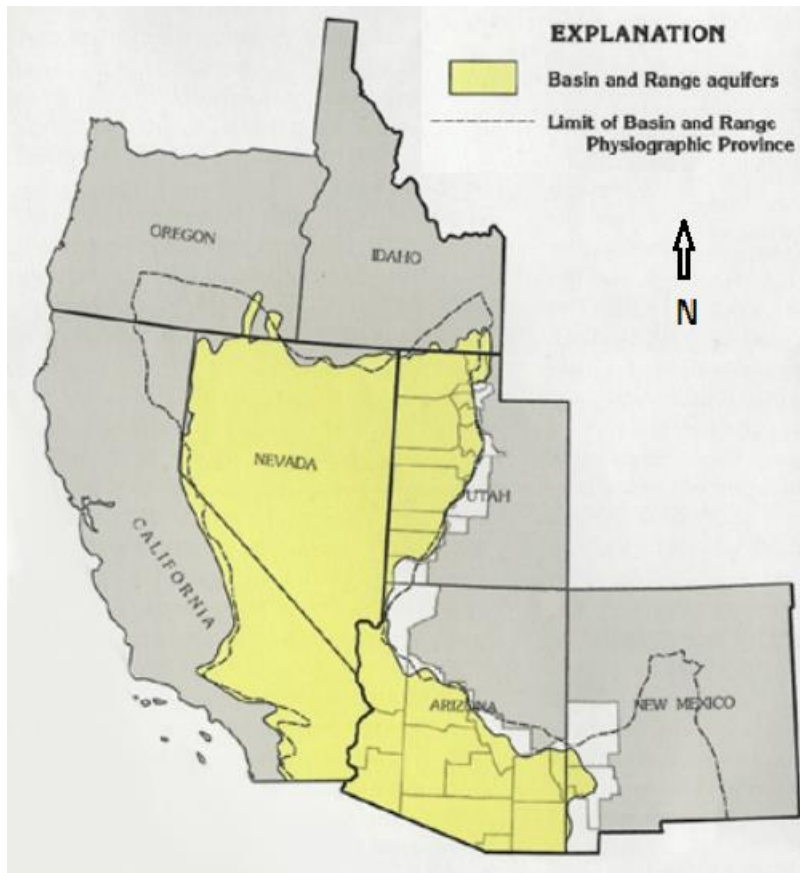 EXPLANATION
Basin and Range aquifers
Limit of Basin and Range
Physiographic Province
N
OREGON
IDAHO
NEVADA
UTAH
CALIFORNIA
ARIZONA
NEW MEXICO